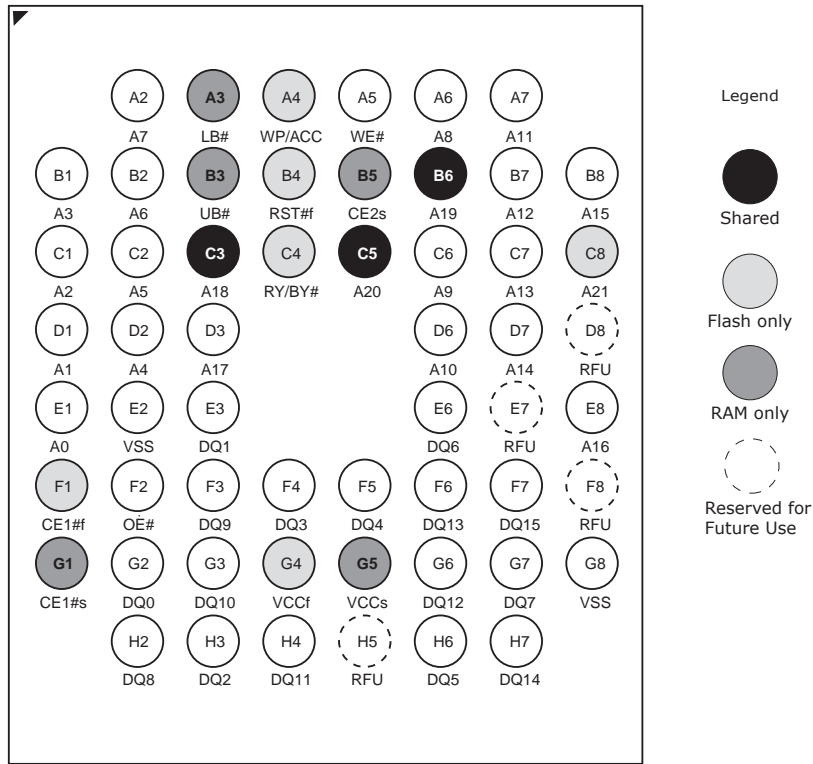 A2 A3 A4 A5 A6 A7
A7 LB# WP/ACC WE# A8 A11
B1 B2 B3 B4 B5 B6 B7 B8
A3 A6 UB# RST#f CE2s A19 A12 A15
C1 C2 C3 C4 C5 C6 C7 C8
A2 A5 A18 RY/BY# A20 A9 A13 A21
D1 D2 D3 D6 D7 D8
A1 A4 A17 A10 A14 RFU
E1 E2 E3 E6 E7 E8
A0 VSS DQ1 DQ6 RFU A16
F1 F2 F3 F4 F5 F6 F7 F8
CE1#f OE# DQ9 DQ3 DQ4 DQ13 DQ15 RFU
G1 G2 G3 G4 G5 G6 G7 G8
CE1#s DQ0 DQ10 VCCf VCCs DQ12 DQ7 VSS
H2 H3 H4 H5 H6 H7
DQ8 DQ2 DQ11 RFU DQ5 DQ14
Legend
Shared
Flash only
RAM only
Reserved for
Future Use